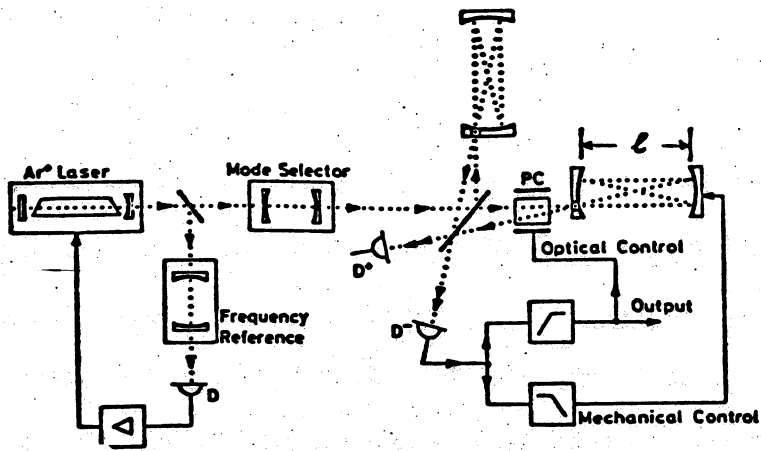 Ar⁺ Laser
Mode Selector
PC
ℓ
D⁺
Optical Control
Frequency
Reference
D⁻
Output
D
Mechanical Control